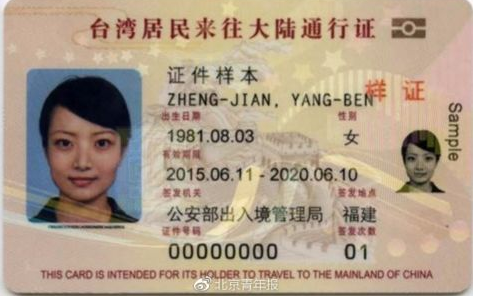 台湾居民来往大陆通行证
证件样本
ZHENG-JIAN, YANG-BEN
样证
出生日期 性别
1981.08.03 女
有效期限
2015.06.11 - 2020.06.10
签发机关 签发地点
公安部出入境管理局 福建
证件号码 签发次数
00000000 01
Sample
THIS CARD IS INTENDED FOR ITS HOLDER TO TRAVEL TO THE MAINLAND OF CHINA
@北京青年报